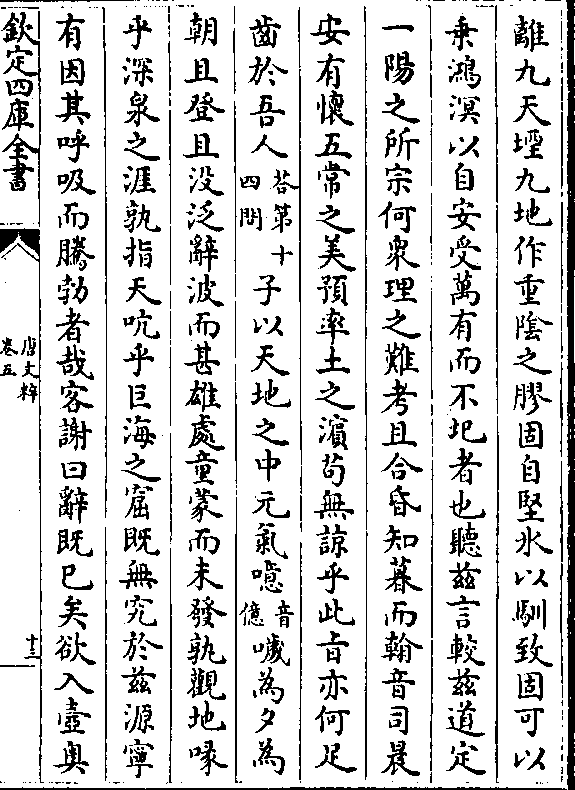 離九天堙九地作重陰之膠固自堅氷以馴致固可以
乗鴻溟以自安受萬有而不圯者也聽兹言較兹道定
一陽之所宗何衆理之難考且合昏知暮而翰音司晨
安有懷五常之美預率土之濵茍無諒乎此㫖亦何足
齒於吾人
荅第十
四問
子以天地之中元氣噫
音
億
噦為夕為
朝且登且没泛辭波而甚雄處童蒙而未發孰觀地喙
乎深泉之涯孰指天吭乎巨海之窟既無究於兹源寧
有因其呼吸而騰勃者哉客謝曰辭既已矣欲入壺奥
欽定四庫全書
唐文粹
卷五
十三